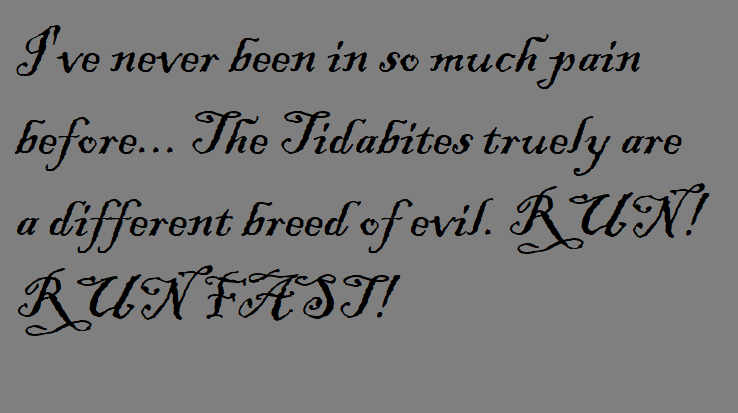 I've never been in so much pain
before... The Tidabites truely are
a different breed of evil. RUN!
RUN FAST!